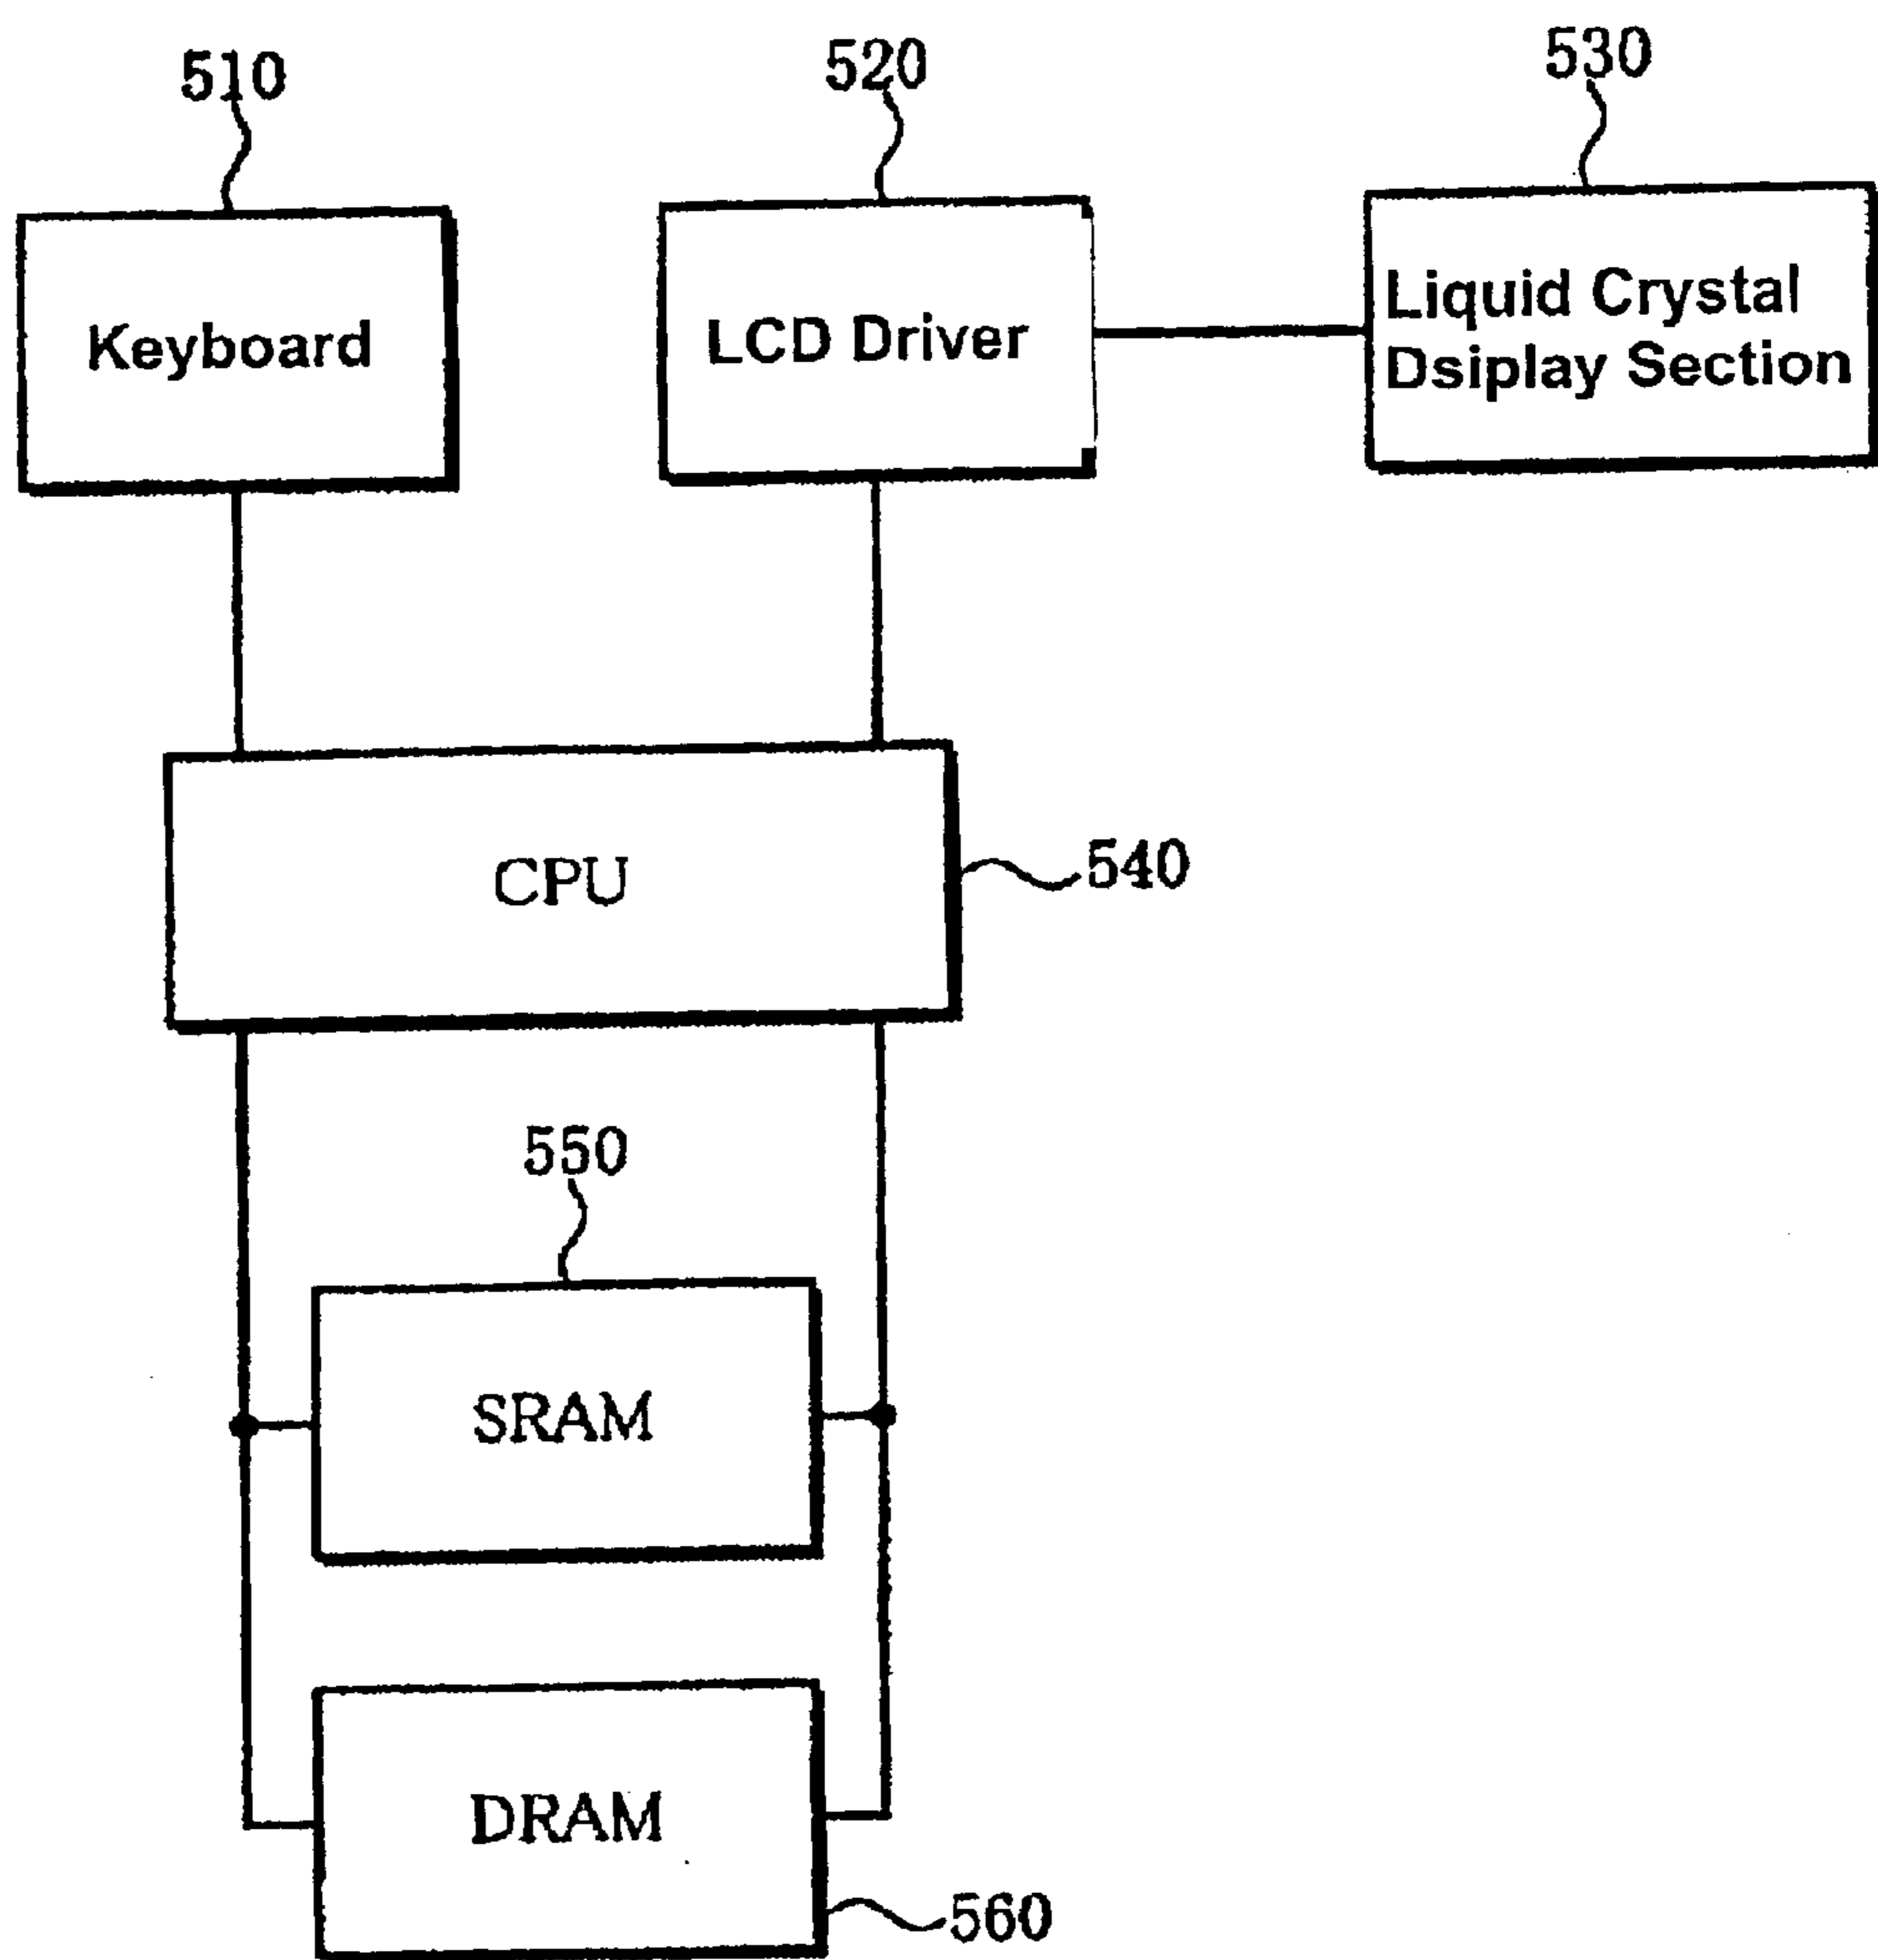 510
520
530
Keyboard
LCD Driver
Liquid Crystal
Dsiplay Section
CPU
540
550
SRAM
DRAM
560